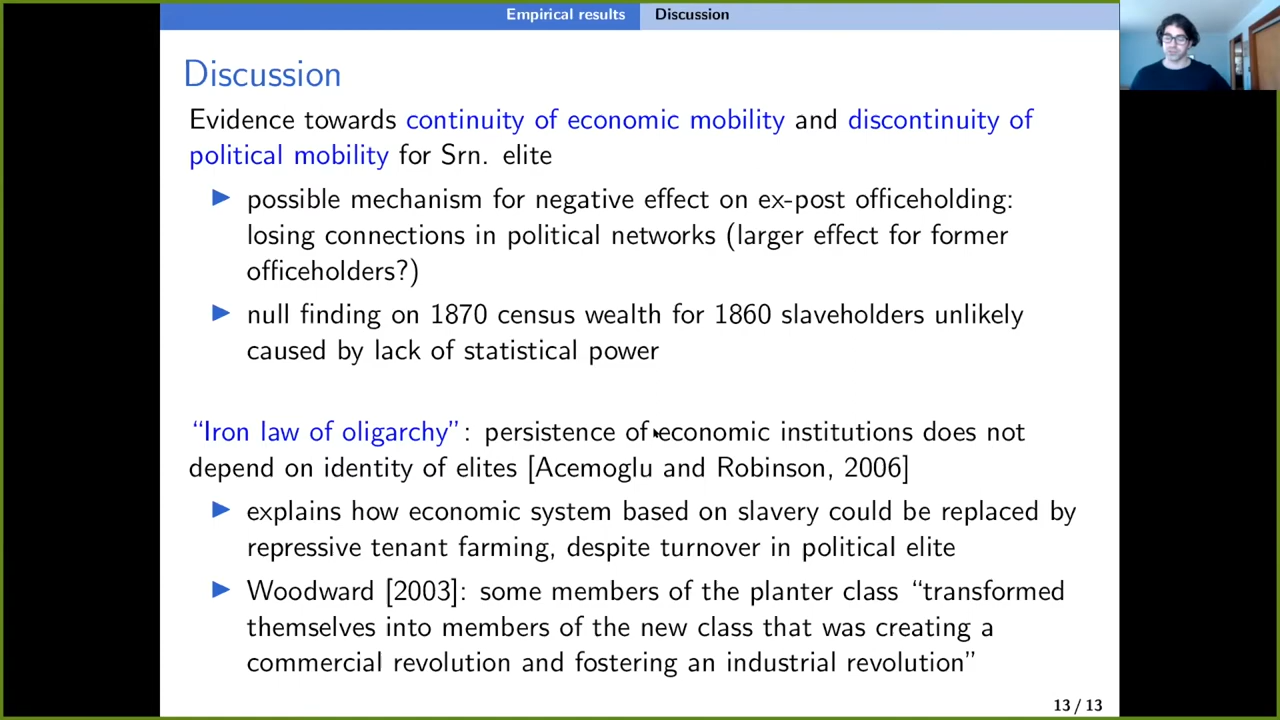 Empirical results Discussion
Discussion
Evidence towards continuity of economic mobility and discontinuity of
political mobility for Srn. elite
possible mechanism for negative effect on ex-post officeholding:
losing connections in political networks (larger effect for former
officeholders?)
null finding on 1870 census wealth for 1860 slaveholders unlikely
caused by lack of statistical power
“Iron law of oligarchy”: persistence of economic institutions does not
depend on identity of elites [Acemoglu and Robinson, 2006]
explains how economic system based on slavery could be replaced by
repressive tenant farming, despite turnover in political elite
Woodward [2003]: some members of the planter class “transformed
themselves into members of the new class that was creating a
commercial revolution and fostering an industrial revolution”
13 / 13